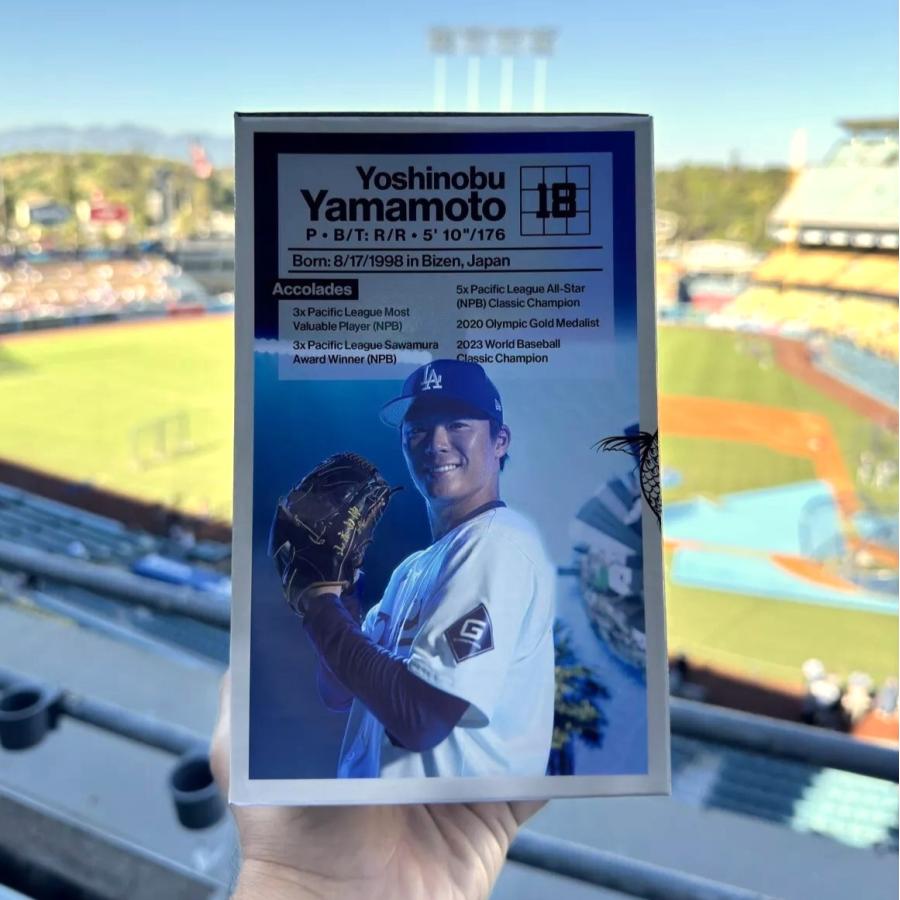 Yoshinobu
Yamamoto
18
P • B/T: R/R • 5' 10"/176
Born: 8/17/1998 in Bizen, Japan
Accolades
3x Pacific League Most
Valuable Player (NPB)
3x Pacific League Sawamura
Award Winner (NPB)
5x Pacific League All-Star
(NPB) Classic Champion
2020 Olympic Gold Medalist
2023 World Baseball
Classic Champion
LA
G